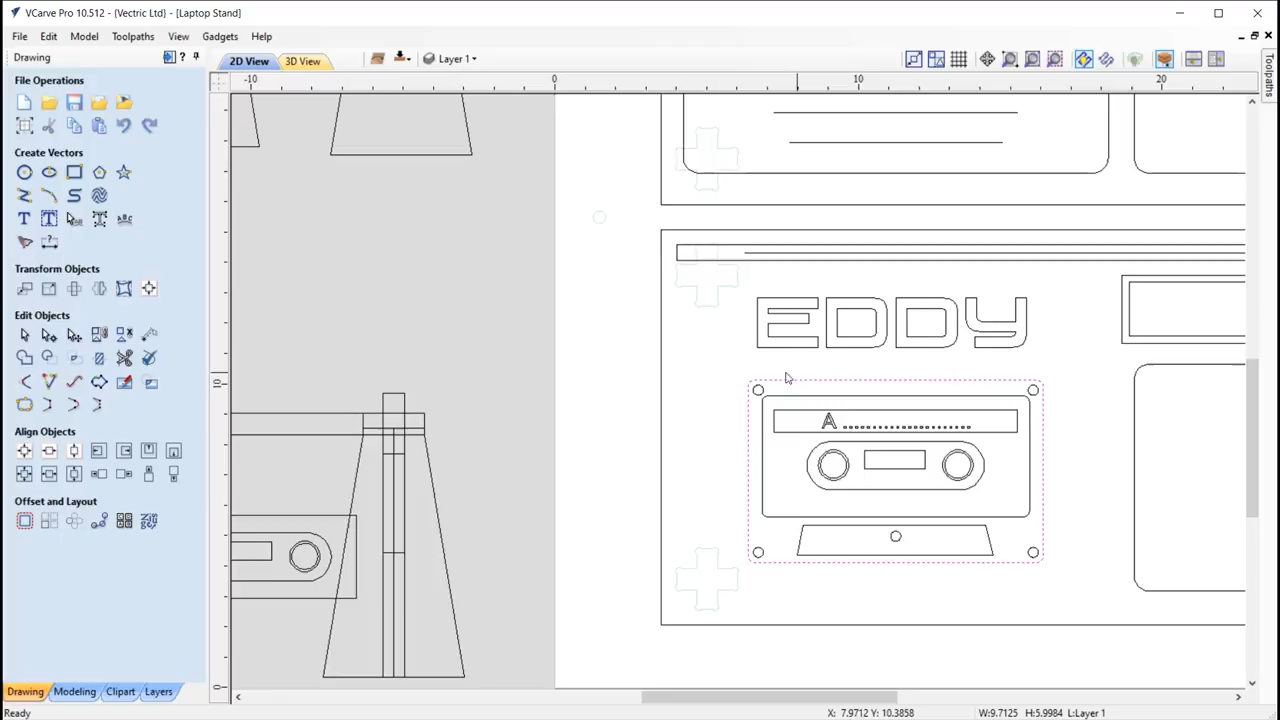 VCarve Pro 10.512 - {Vectric Ltd} - [Laptop Stand]
File Edit Model Toolpaths View Gadgets Help
Drawing
2D View 3D View Layer 1
File Operations
Create Vectors
Transform Objects
Edit Objects
Align Objects
Offset and Layout
Drawing Modeling Clipart Layers
-10 0 10 20
10
0
EDDY
A
Toolpaths
Ready
X: 7.9712 Y: 10.3858
W:9.7125 H:5.9984 L:Layer 1